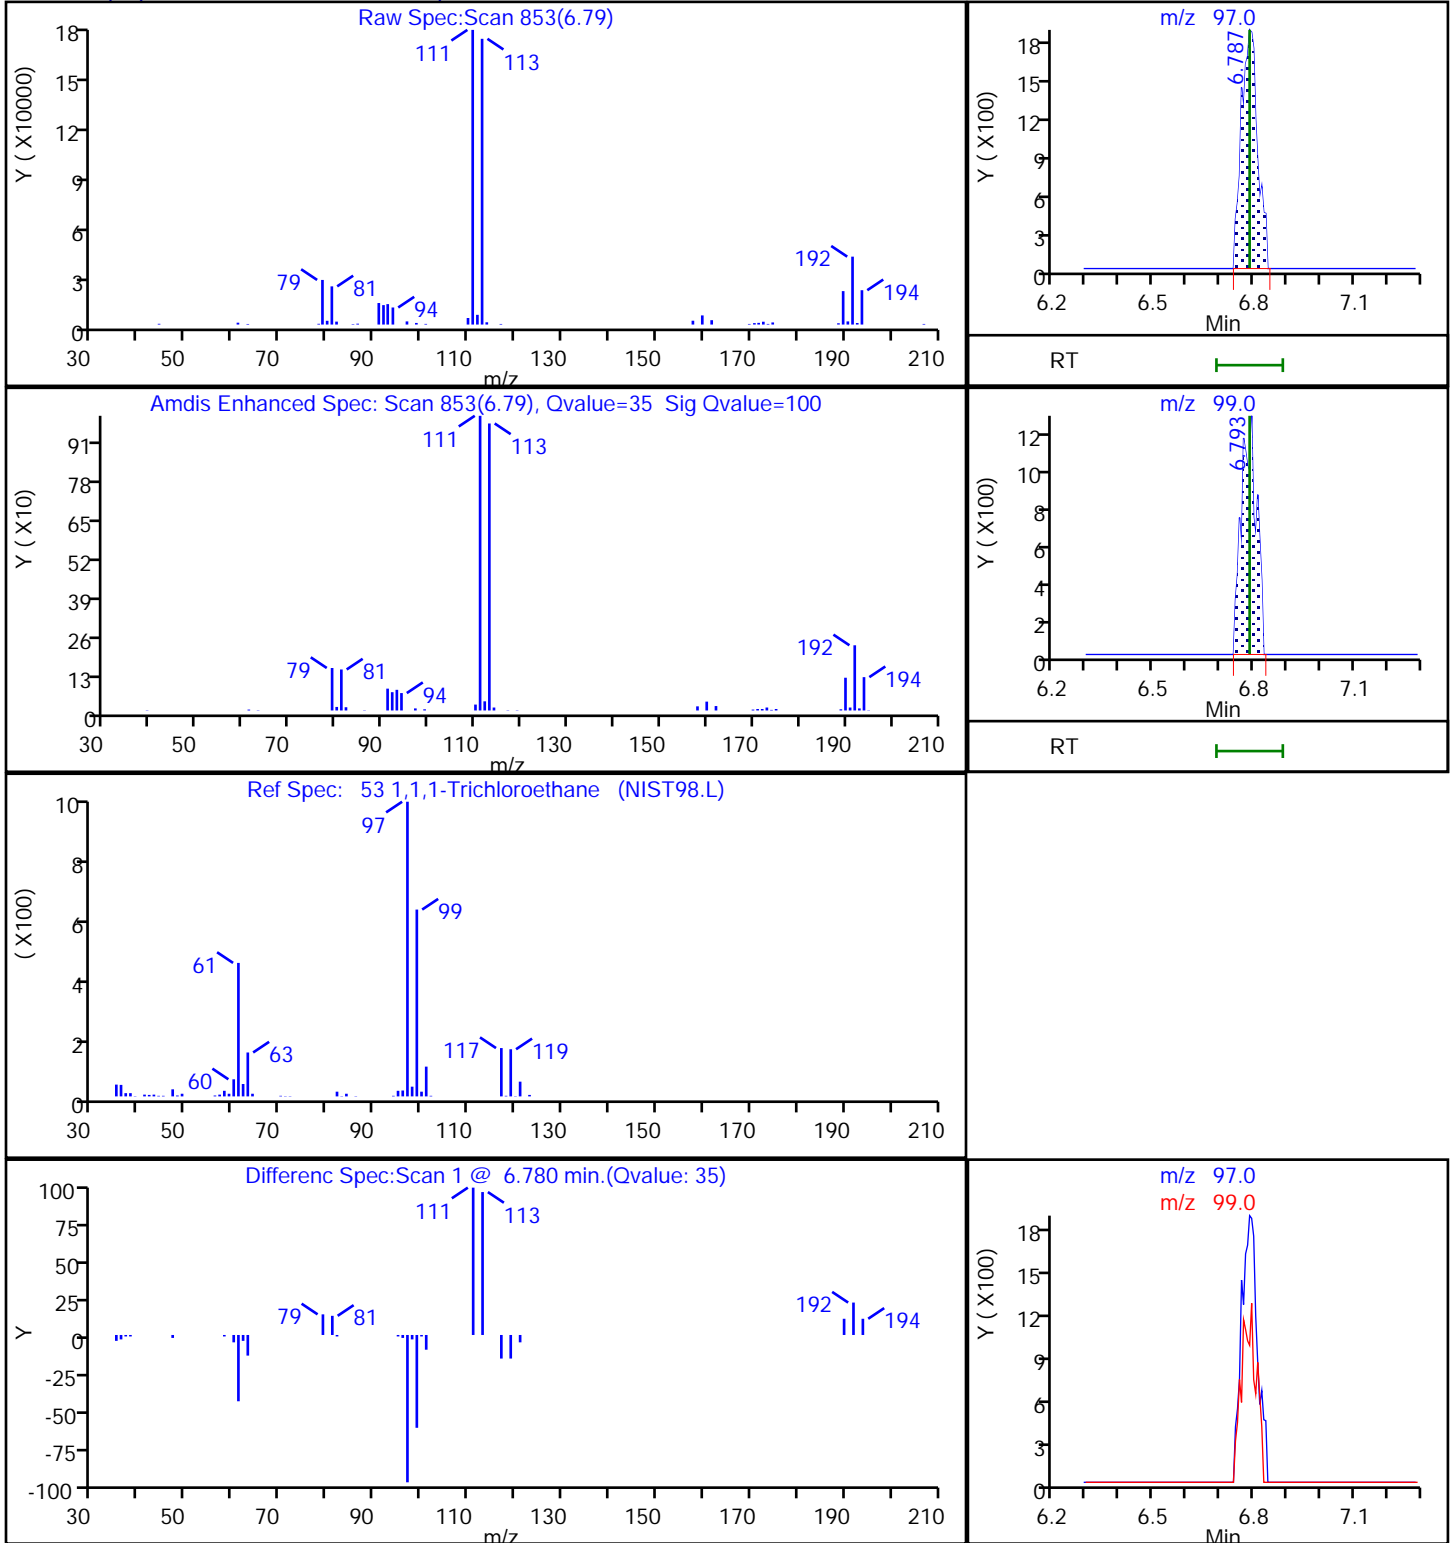 Raw Spec:Scan 853(6.79)
Y ( X10000)
18
15
12
9
6
3
0
111
113
79
81
94
192
194
30 50 70 90 110 130 150 170 190 210
m/z
m/z 97.0
Y ( X100)
18
15
12
9
6
3
0
6.787
6.2 6.5 6.8 7.1
Min
RT
Amdis Enhanced Spec: Scan 853(6.79), Qvalue=35 Sig Qvalue=100
Y ( X10)
91
78
65
52
39
26
13
0
111
113
79
81
94
192
194
30 50 70 90 110 130 150 170 190 210
m/z
m/z 99.0
Y ( X100)
12
10
8
6
4
2
0
6.793
6.2 6.5 6.8 7.1
Min
RT
Ref Spec: 53 1,1,1-Trichloroethane (NIST98.L)
( X100)
10
8
6
4
2
0
97
99
61
63
60
117
119
30 50 70 90 110 130 150 170 190 210
Differenc Spec:Scan 1 @ 6.780 min.(Qvalue: 35)
Y
100
75
50
25
0
-25
-50
-75
-100
111
113
79
81
192
194
30 50 70 90 110 130 150 170 190 210
m/z
m/z 97.0
m/z 99.0
Y ( X100)
18
15
12
9
6
3
0
6.2 6.5 6.8 7.1
Min